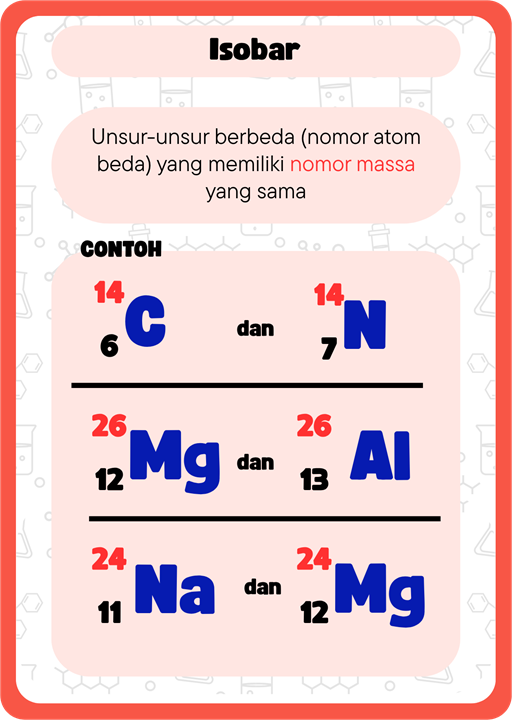 Isobar
Unsur-unsur berbeda (nomor atom
beda) yang memiliki nomor massa
yang sama
CONTOH
14 6 C dan 14 7 N
26 12 Mg dan 26 13 Al
24 11 Na dan 24 12 Mg